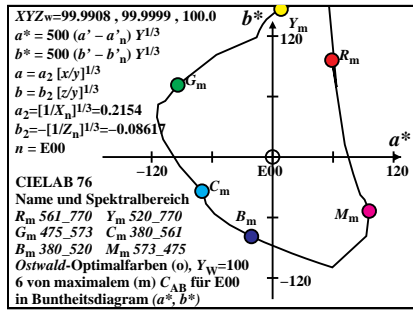 XYZw=99.9908, 99.9999, 100.0
a* = 500 (a' – a'n) Y1/3
b* = 500 (b' – b'n) Y1/3
a = a2 [x/y]1/3
b = b2 [z/y]1/3
a2=[1/Xn]1/3=0.2154
b2=–[1/Zn]1/3=–0.08617
n = E00
b*
Ym
120
Rm
Gm
a*
–120
E00
120
CIELAB 76
Name und Spektralbereich
Rm 561_770 Ym 520_770
Gm 475_573 Cm 380_561
Bm 380_520 Mm 573_475
Cm
Bm
Mm
–120
Ostwald-Optimalfarben (o), YW=100
6 von maximalem (m) CAB für E00
in Buntheitsdiagram (a*, b*)